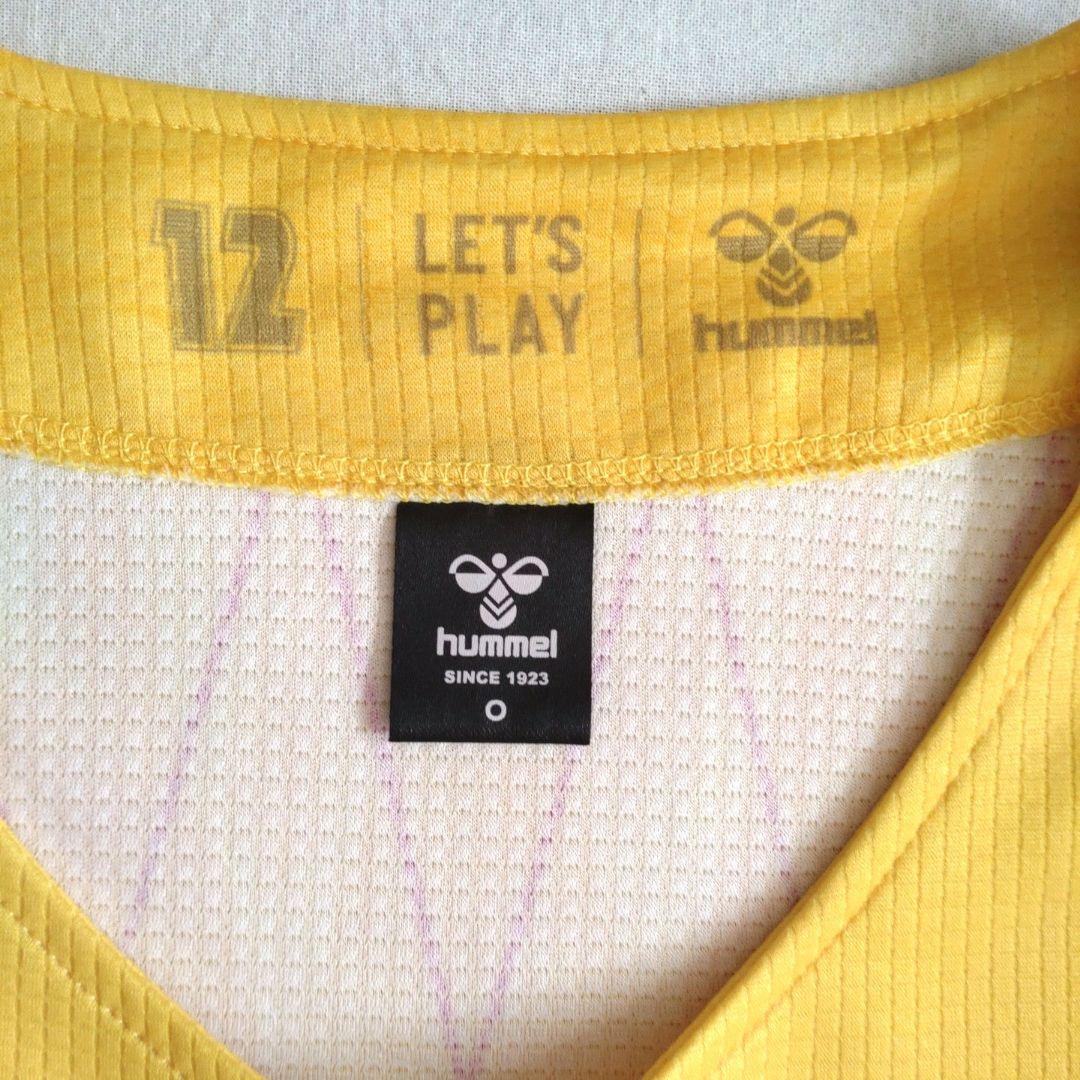 12
LET'S
PLAY
hummel
hummel
SINCE 1923
O